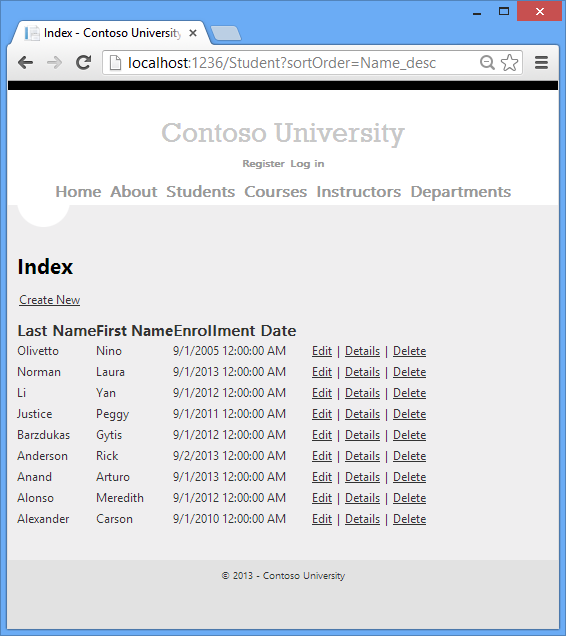 Index - Contoso University
localhost:1236/Student?sortOrder=Name_desc
Contoso University
Register Log in
Home About Students Courses Instructors Departments
Index
Create New
Last Name First Name Enrollment Date
Olivetto Nino 9/1/2005 12:00:00 AM Edit | Details | Delete
Norman Laura 9/1/2013 12:00:00 AM Edit | Details | Delete
Li Yan 9/1/2012 12:00:00 AM Edit | Details | Delete
Justice Peggy 9/1/2011 12:00:00 AM Edit | Details | Delete
Barzdukas Gytis 9/1/2012 12:00:00 AM Edit | Details | Delete
Anderson Rick 9/2/2013 12:00:00 AM Edit | Details | Delete
Anand Arturo 9/1/2013 12:00:00 AM Edit | Details | Delete
Alonso Meredith 9/1/2012 12:00:00 AM Edit | Details | Delete
Alexander Carson 9/1/2010 12:00:00 AM Edit | Details | Delete
© 2013 - Contoso University